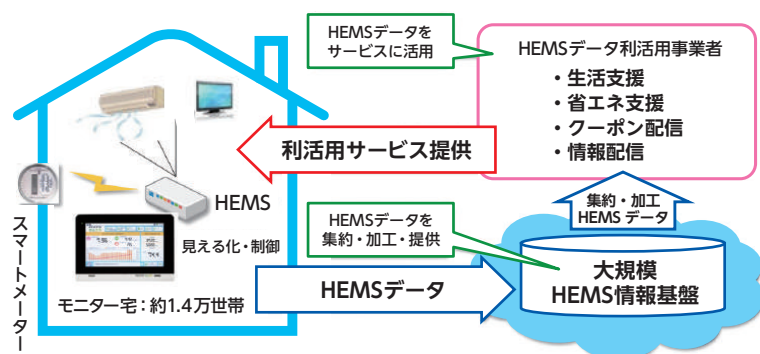 HEMSデータを
サービスに活用
HEMSデータ利活用事業者
・生活支援
・省エネ支援
・クーポン配信
・情報配信
利活用サービス提供
集約・加工
HEMS データ
HEMS
見える化・制御
HEMSデータを
集約・加工・提供
スマートメーター
モニター宅：約1.4万世帯
HEMSデータ
大規模
HEMS情報基盤